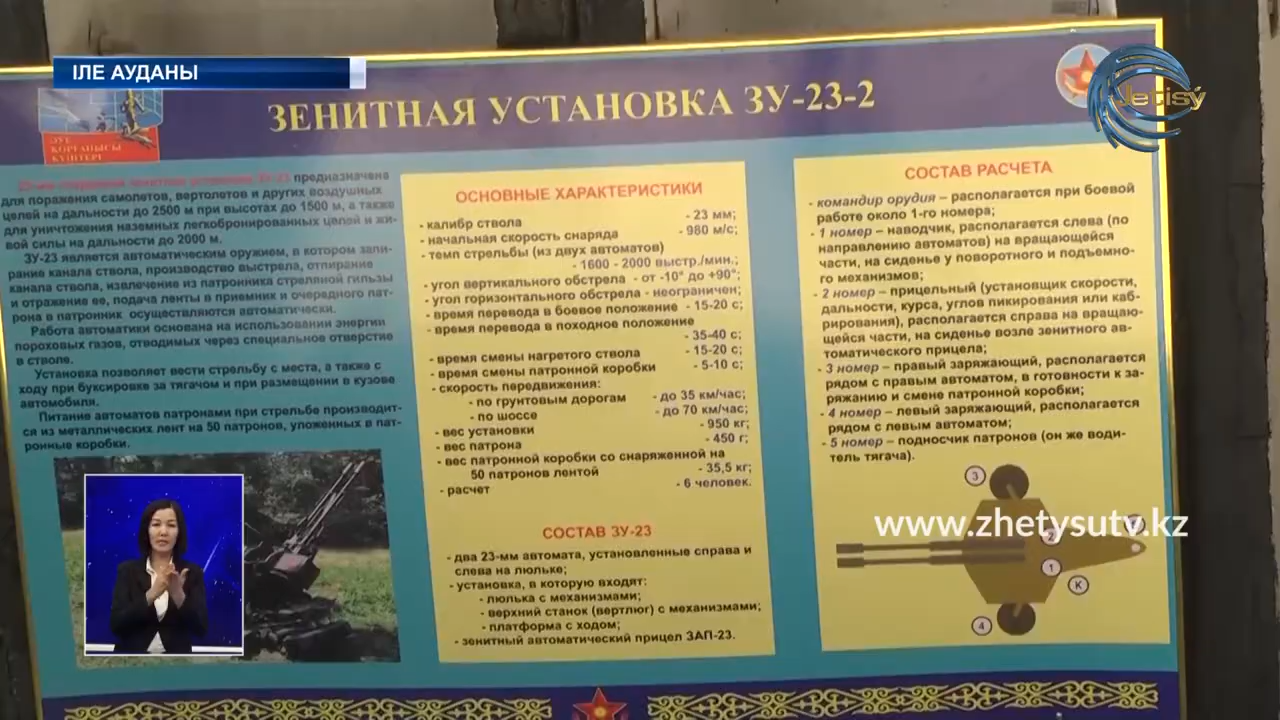 ІЛЕ АУДАНЫ
Jetisý
ЗЕНИТНАЯ УСТАНОВКА ЗУ-23-2
ӘУЕ
ҚОРҒАНЫСЫ
КҮШТЕРІ
23-мм спаренная зенитная установка ЗУ-23 предназначена
для поражения самолетов, вертолетов и других воздушных
целей на дальности до 2500 м при высотах до 1500 м, а также
для уничтожения наземных легкобронированных целей и жи-
вой силы на дальности до 2000 м.
ЗУ-23 является автоматическим оружием, в котором запи-
рание канала ствола, производство выстрела, отпирание
канала ствола, извлечение из патронника стреляной гильзы
и отражение ее, подача ленты в приемник и очередного пат-
рона в патронник осуществляются автоматически.
Работа автоматики основана на использовании энергии
пороховых газов, отводимых через специальное отверстие
в стволе.
Установка позволяет вести стрельбу с места, а также с
ходу при буксировке за тягачом и при размещении в кузове
автомобиля.
Питание автоматов патронами при стрельбе производит-
ся из металлических лент на 50 патронов, уложенных в пат-
ронные коробки.
ОСНОВНЫЕ ХАРАКТЕРИСТИКИ
- калибр ствола - 23 мм;
- начальная скорость снаряда - 980 м/с;
- темп стрельбы (из двух автоматов)
- 1600 - 2000 выстр./мин.;
- угол вертикального обстрела - от -10° до +90°;
- угол горизонтального обстрела - неограничен;
- время перевода в боевое положение - 15-20 с;
- время перевода в походное положение
- 35-40 с;
- время смены нагретого ствола - 15-20 с;
- время смены патронной коробки - 5-10 с;
- скорость передвижения:
- по грунтовым дорогам - до 35 км/час;
- по шоссе - до 70 км/час;
- вес установки - 950 кг;
- вес патрона - 450 г;
- вес патронной коробки со снаряженной на
50 патронов лентой - 35,5 кг;
- расчет - 6 человек.
СОСТАВ ЗУ-23
- два 23-мм автомата, установленные справа и
слева на люльке;
- установка, в которую входят:
- люлька с механизмами;
- верхний станок (вертлюг) с механизмами;
- платформа с ходом;
- зенитный автоматический прицел ЗАП-23.
СОСТАВ РАСЧЕТА
- командир орудия – располагается при боевой
работе около 1-го номера;
- 1 номер – наводчик, располагается слева (по
направлению автоматов) на вращающейся
части, на сиденье у поворотного и подъемно-
го механизмов;
- 2 номер – прицельный (установщик скорости,
дальности, курса, углов пикирования или каб-
рирования), располагается справа на вращаю-
щейся части, на сиденье возле зенитного ав-
томатического прицела;
- 3 номер – правый заряжающий, располагается
рядом с правым автоматом, в готовности к за-
ряжанию и смене патронной коробки;
- 4 номер – левый заряжающий, располагается
рядом с левым автоматом;
- 5 номер – подносчик патронов (он же води-
тель тягача).
3
2
1
К
4
www.zhetysutv.kz